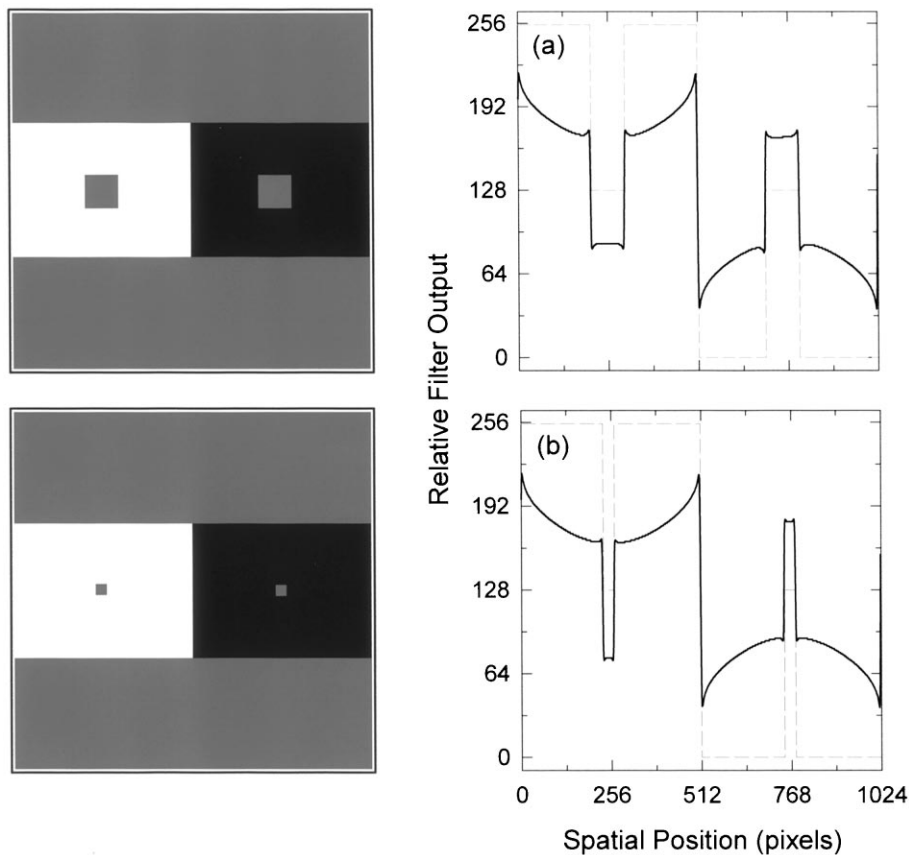 (a)
256
192
128
64
0
Relative Filter Output
(b)
256
192
128
64
0
0 256 512 768 1024
Spatial Position (pixels)